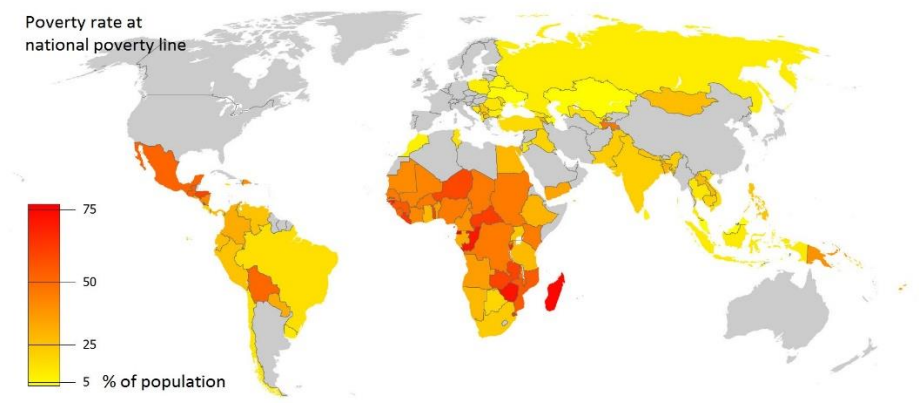 Poverty rate at
national poverty line
75
50
25
5 % of population